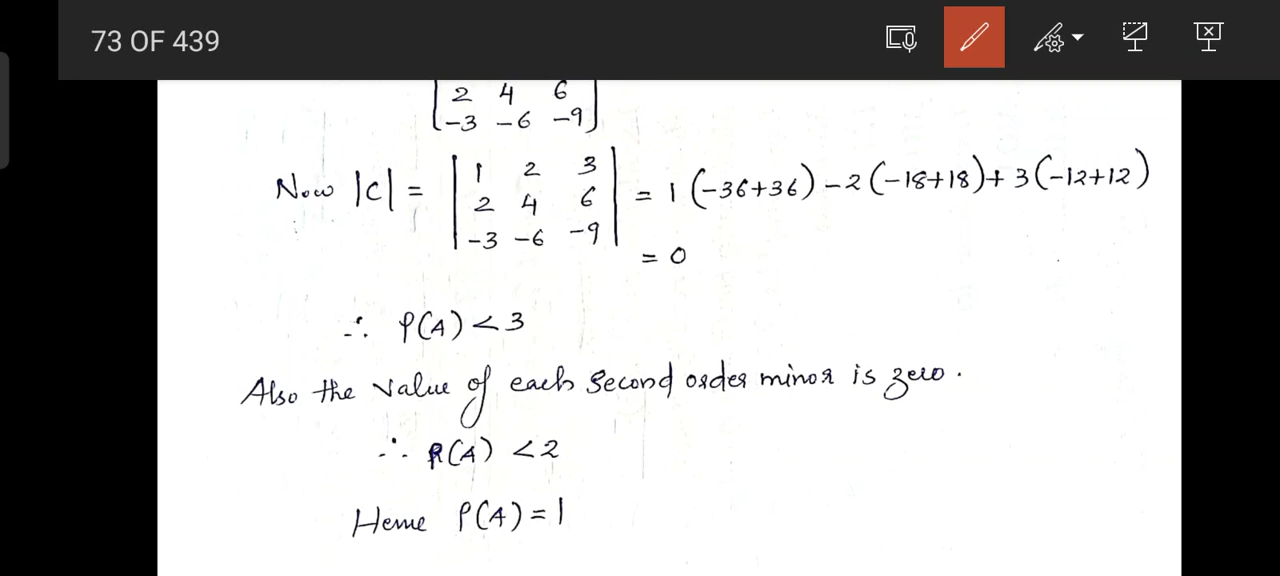 73 OF 439
[2 4 6
-3 -6 -9]
Now |C| = |1 2 3
2 4 6
-3 -6 -9| = 1(-36+36) -2(-18+18)+ 3(-12+12)
= 0
∴ ρ(A) < 3
Also the value of each second order minor is zero.
∴ ρ(A) < 2
Hence ρ(A) = 1